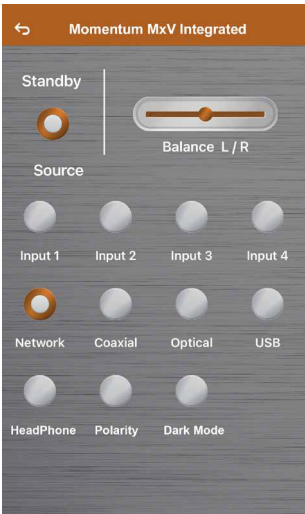 Momentum MxV Integrated
Standby
Balance L / R
Source
Input 1 Input 2 Input 3 Input 4
Network Coaxial Optical USB
HeadPhone Polarity Dark Mode